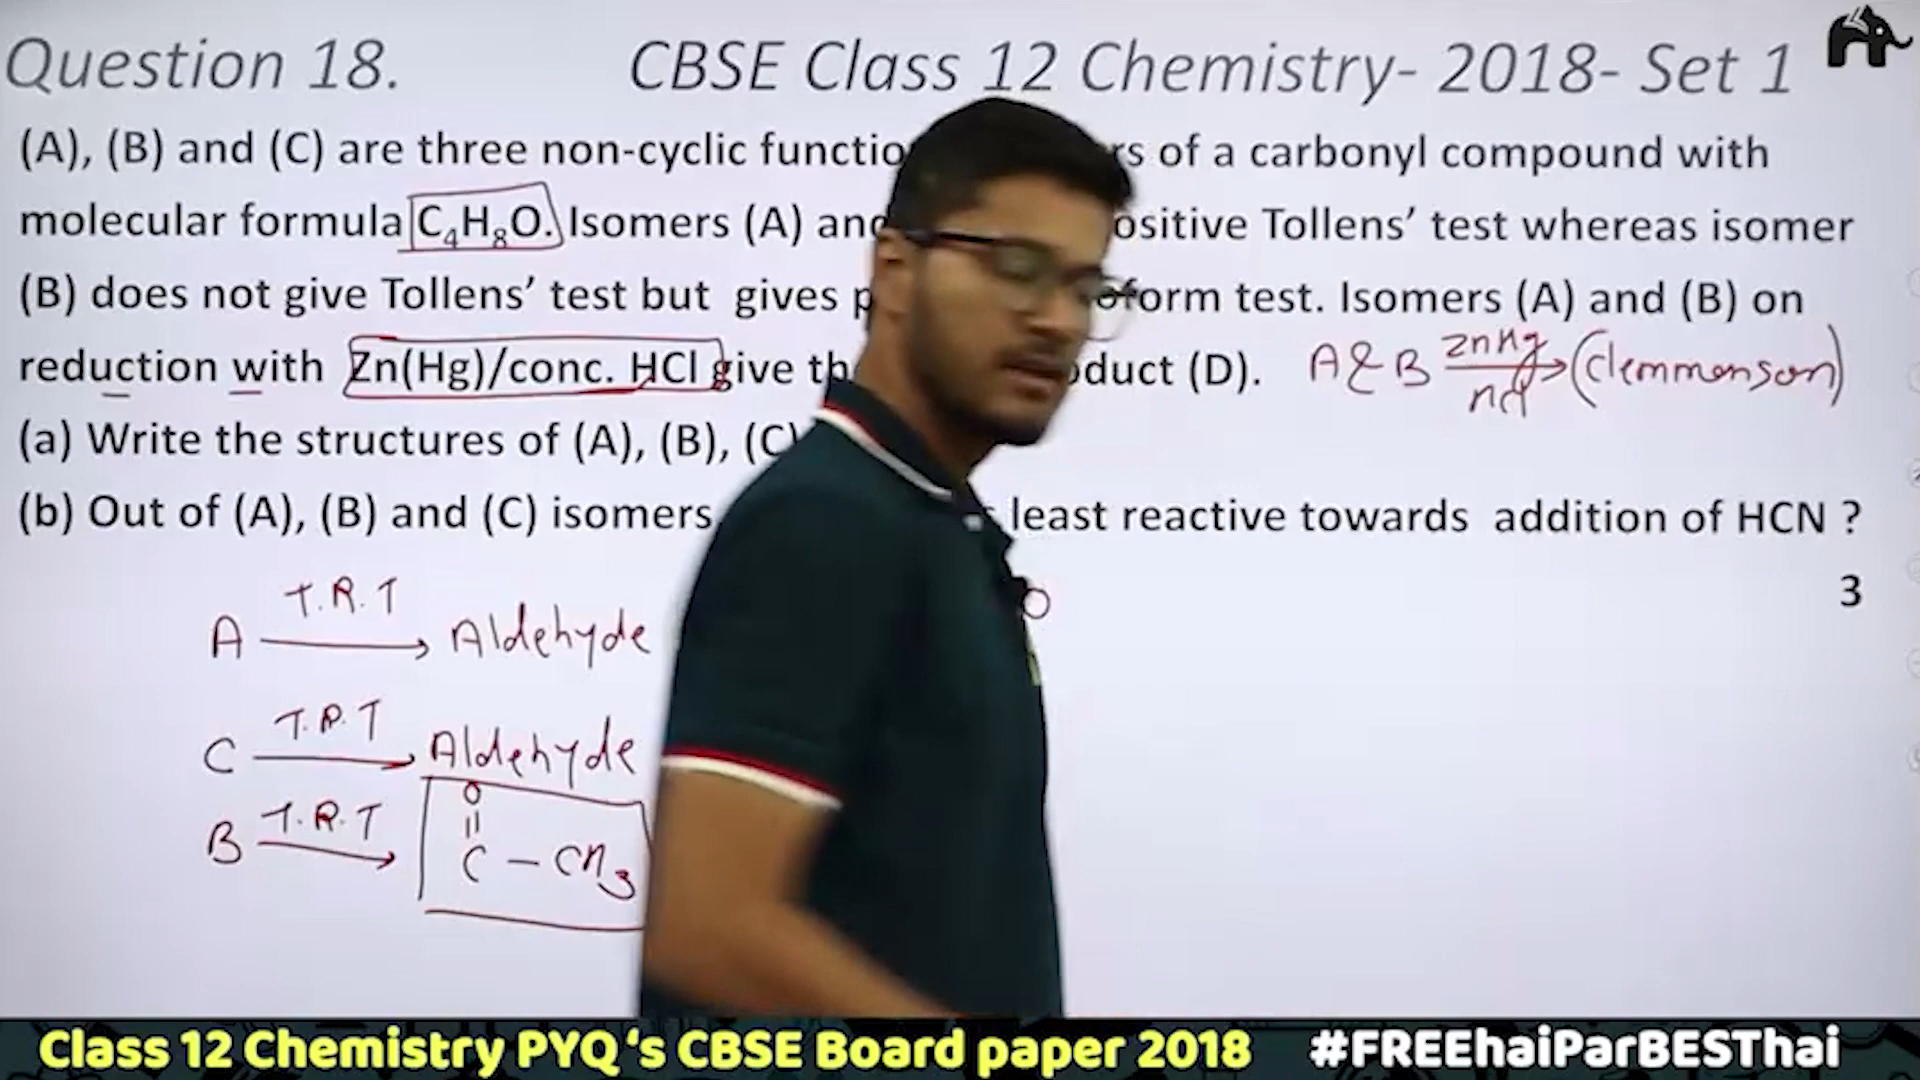 Question 18. CBSE Class 12 Chemistry- 2018- Set 1
(A), (B) and (C) are three non-cyclic functio rs of a carbonyl compound with
molecular formula C₄H₈O. Isomers (A) and ositive Tollens’ test whereas isomer
(B) does not give Tollens’ test but gives p oform test. Isomers (A) and (B) on
reduction with Zn(Hg)/conc. HCl give th oduct (D). A & B ZnHg HCl (Clemmenson)
(a) Write the structures of (A), (B), (C)
(b) Out of (A), (B) and (C) isomers, least reactive towards addition of HCN ?
3
A T.R.T Aldehyde
O
C T.R.T Aldehyde
B T.R.T O
C - CH₃
Class 12 Chemistry PYQ‘s CBSE Board paper 2018 #FREEhaiParBESThai